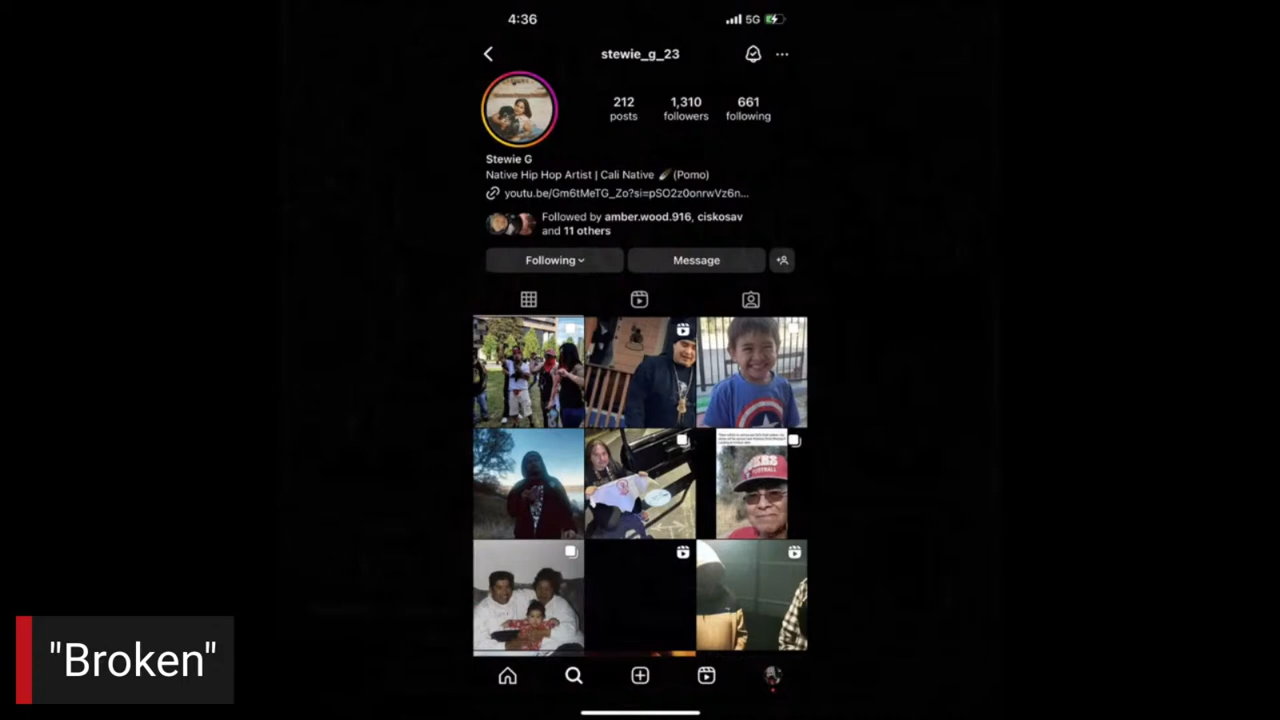 4:36
5G
stewie_g_23
212
1,310
661
posts
followers
following
Stewie G
Native Hip Hop Artist | Cali Native 🪶(Pomo)
youtu.be/Gm6tMeTG_Zo?si=pSO2z0onrwVz6n...
Followed by amber.wood.916, ciskosav
and 11 others
Following
Message
"Broken"